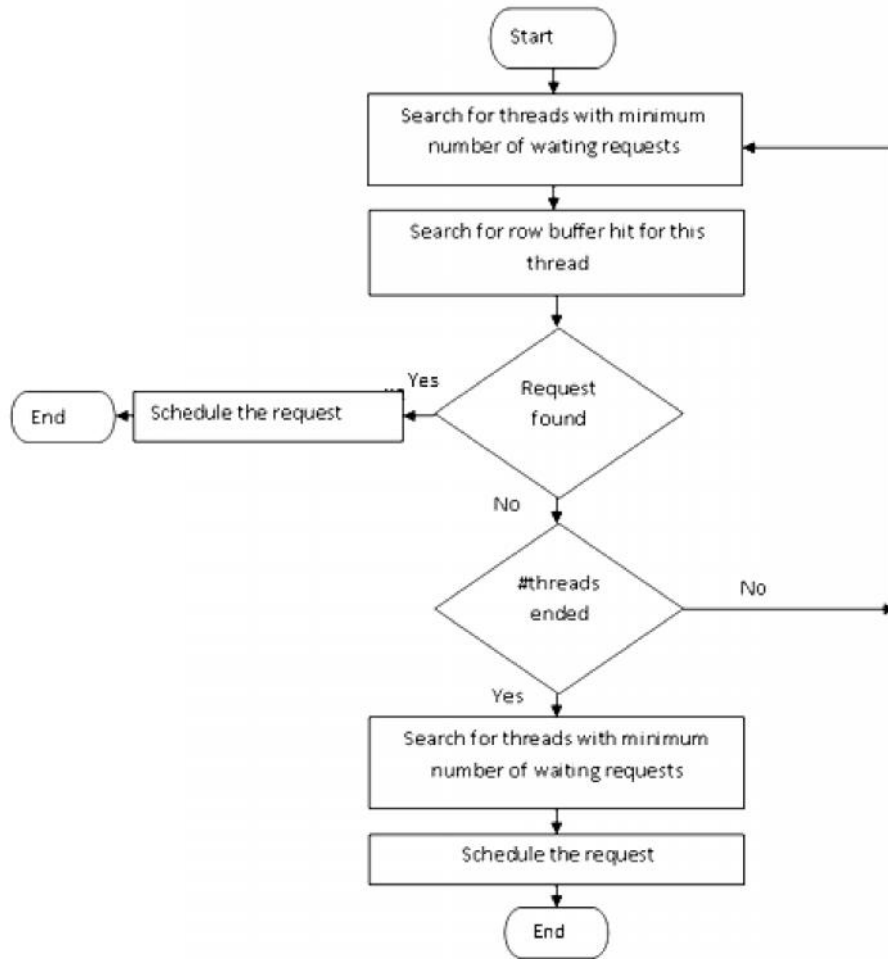 Start
Search for threads with minimum
number of waiting requests
Search for row buffer hit for this
thread
Request
found
Yes
Schedule the request
End
No
#threads
ended
No
Yes
Search for threads with minimum
number of waiting requests
Schedule the request
End